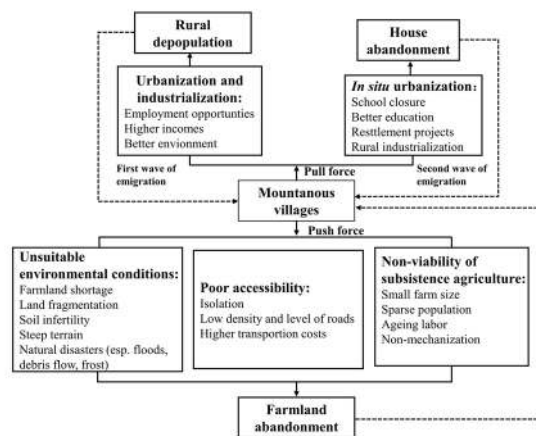 Rural
depopulation
House
abandonment
Urbanization and
industrialization:
Employment opportunties
Higher incomes
Better envionment
In situ urbanization:
School closure
Better education
Resttlement projects
Rural industrialization
First wave of
emigration
Pull force
Second wave of
emigration
Mountanous
villages
Push force
Unsuitable
environmental conditions:
Farmland shortage
Land fragmentation
Soil infertility
Steep terrain
Natural disasters (esp. floods,
debris flow, frost)
Poor accessibility:
Isolation
Low density and level of roads
Higher transportion costs
Non-viability of
subsistence agriculture:
Small farm size
Sparse population
Ageing labor
Non-mechanization
Farmland
abandonment